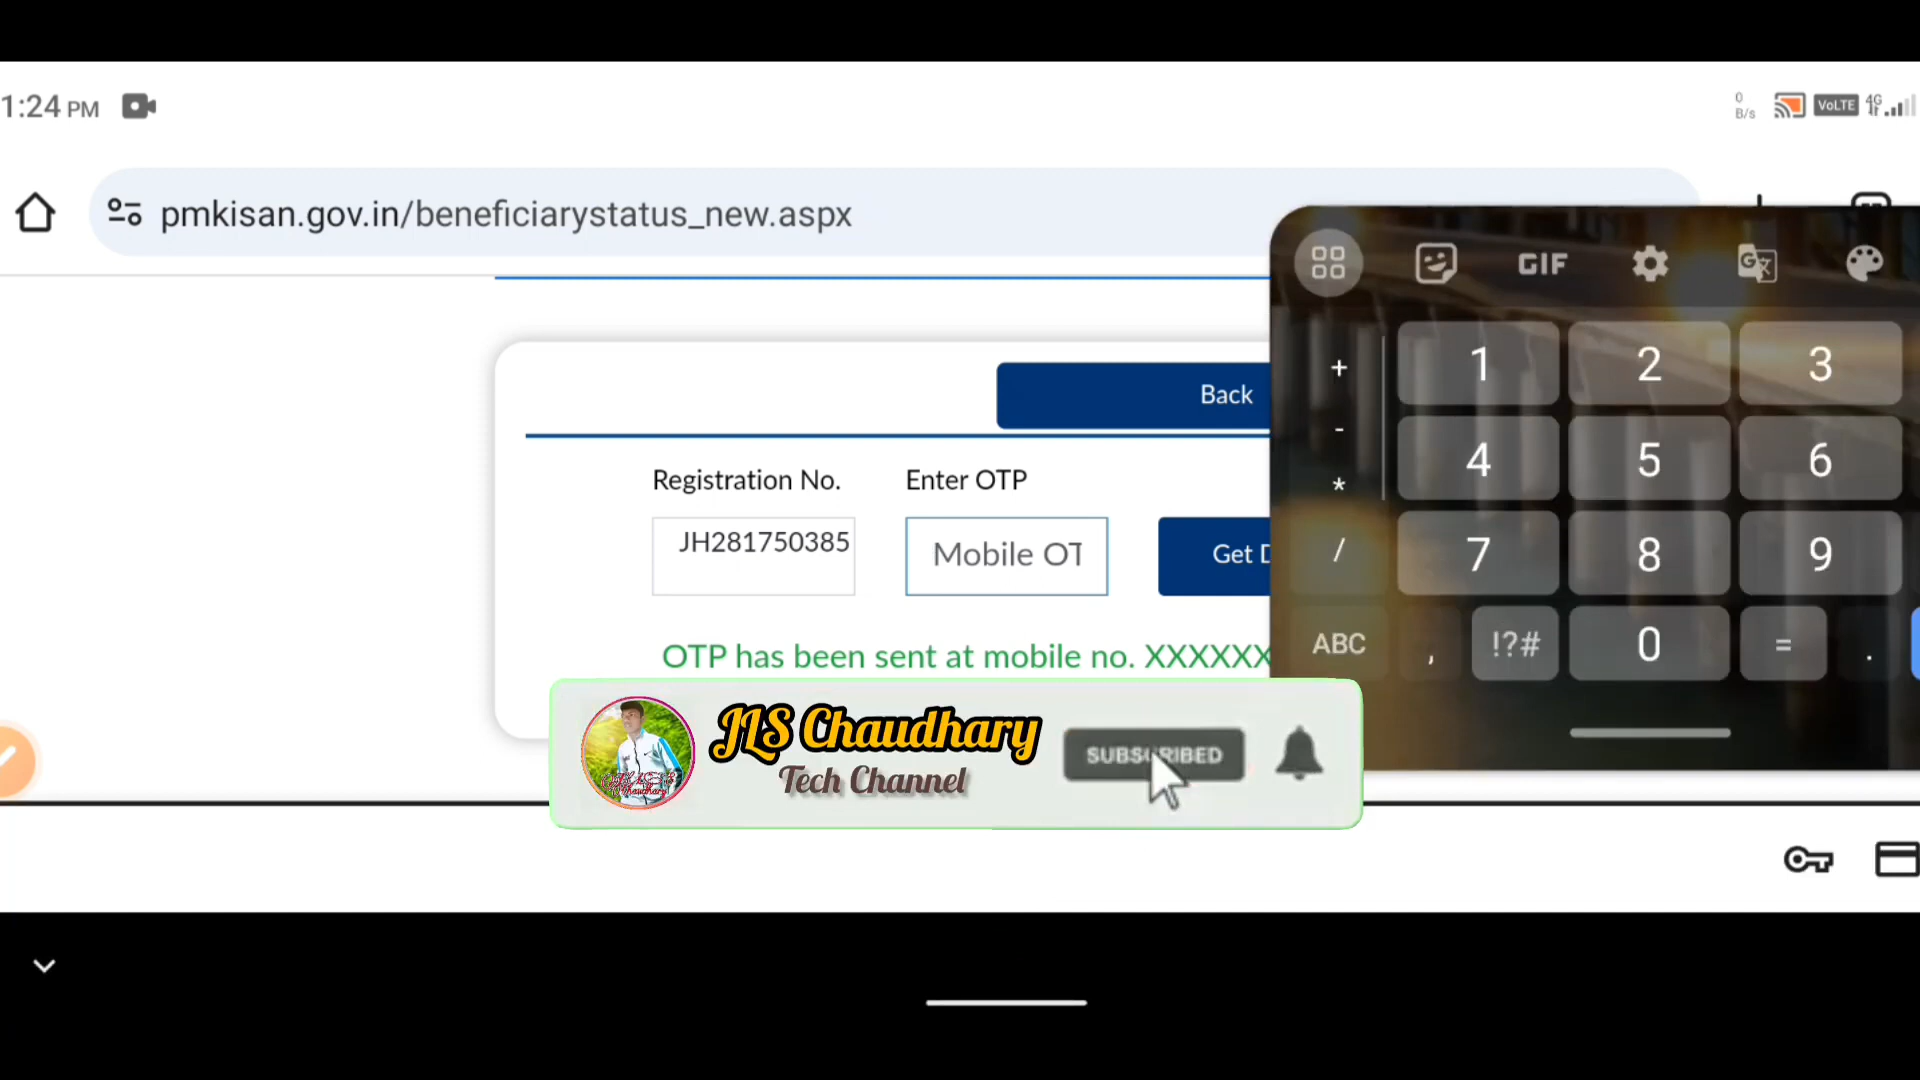 1:24 PM
0 B/s VoLTE 4G
pmkisan.gov.in/beneficiarystatus_new.aspx
GIF
Back
+ 1 2 3
- 4 5 6
*
Registration No. Enter OTP
JH281750385 Mobile OT Get D
/ 7 8 9
OTP has been sent at mobile no. XXXXXX
ABC , !?# 0 = .
JLS Chaudhary
Tech Channel
SUBSCRIBED